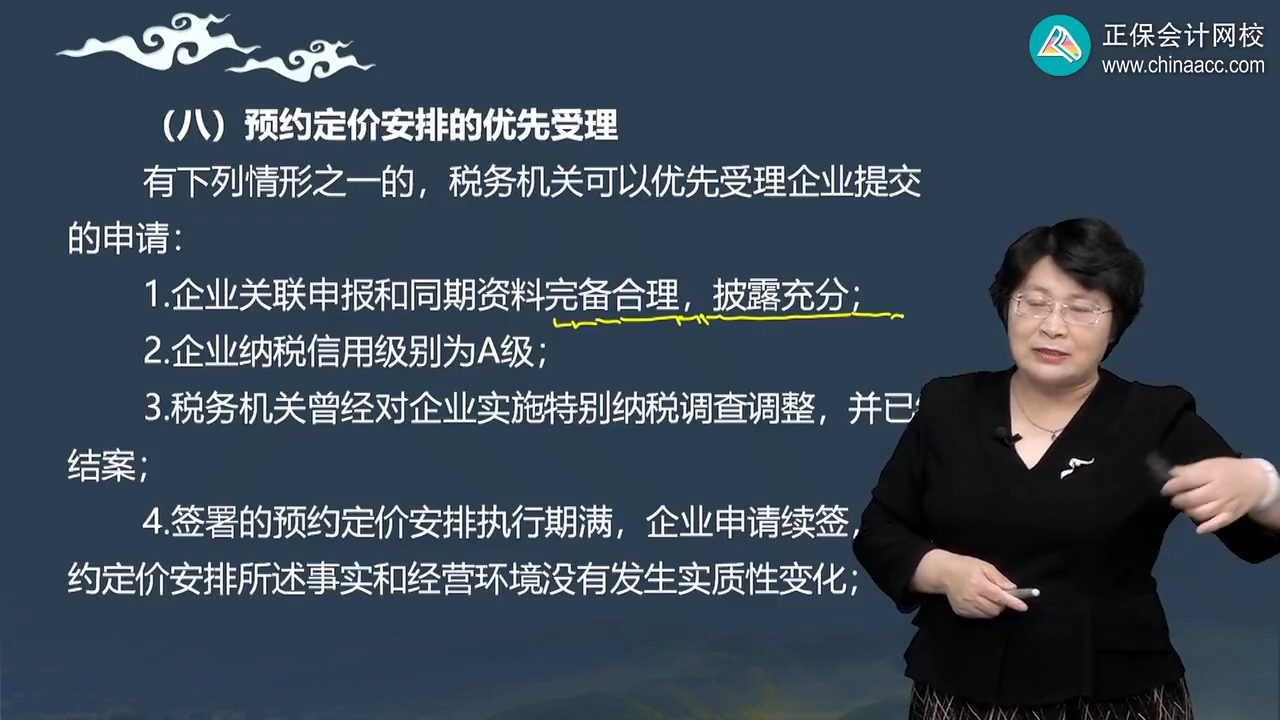 正保会计网校
www.chinaacc.com
（八）预约定价安排的优先受理
有下列情形之一的，税务机关可以优先受理企业提交
的申请：
1.企业关联申报和同期资料完备合理，披露充分；
2.企业纳税信用级别为A级；
3.税务机关曾经对企业实施特别纳税调查调整，并已
结案；
4.签署的预约定价安排执行期满，企业申请续签，
约定价安排所述事实和经营环境没有发生实质性变化；